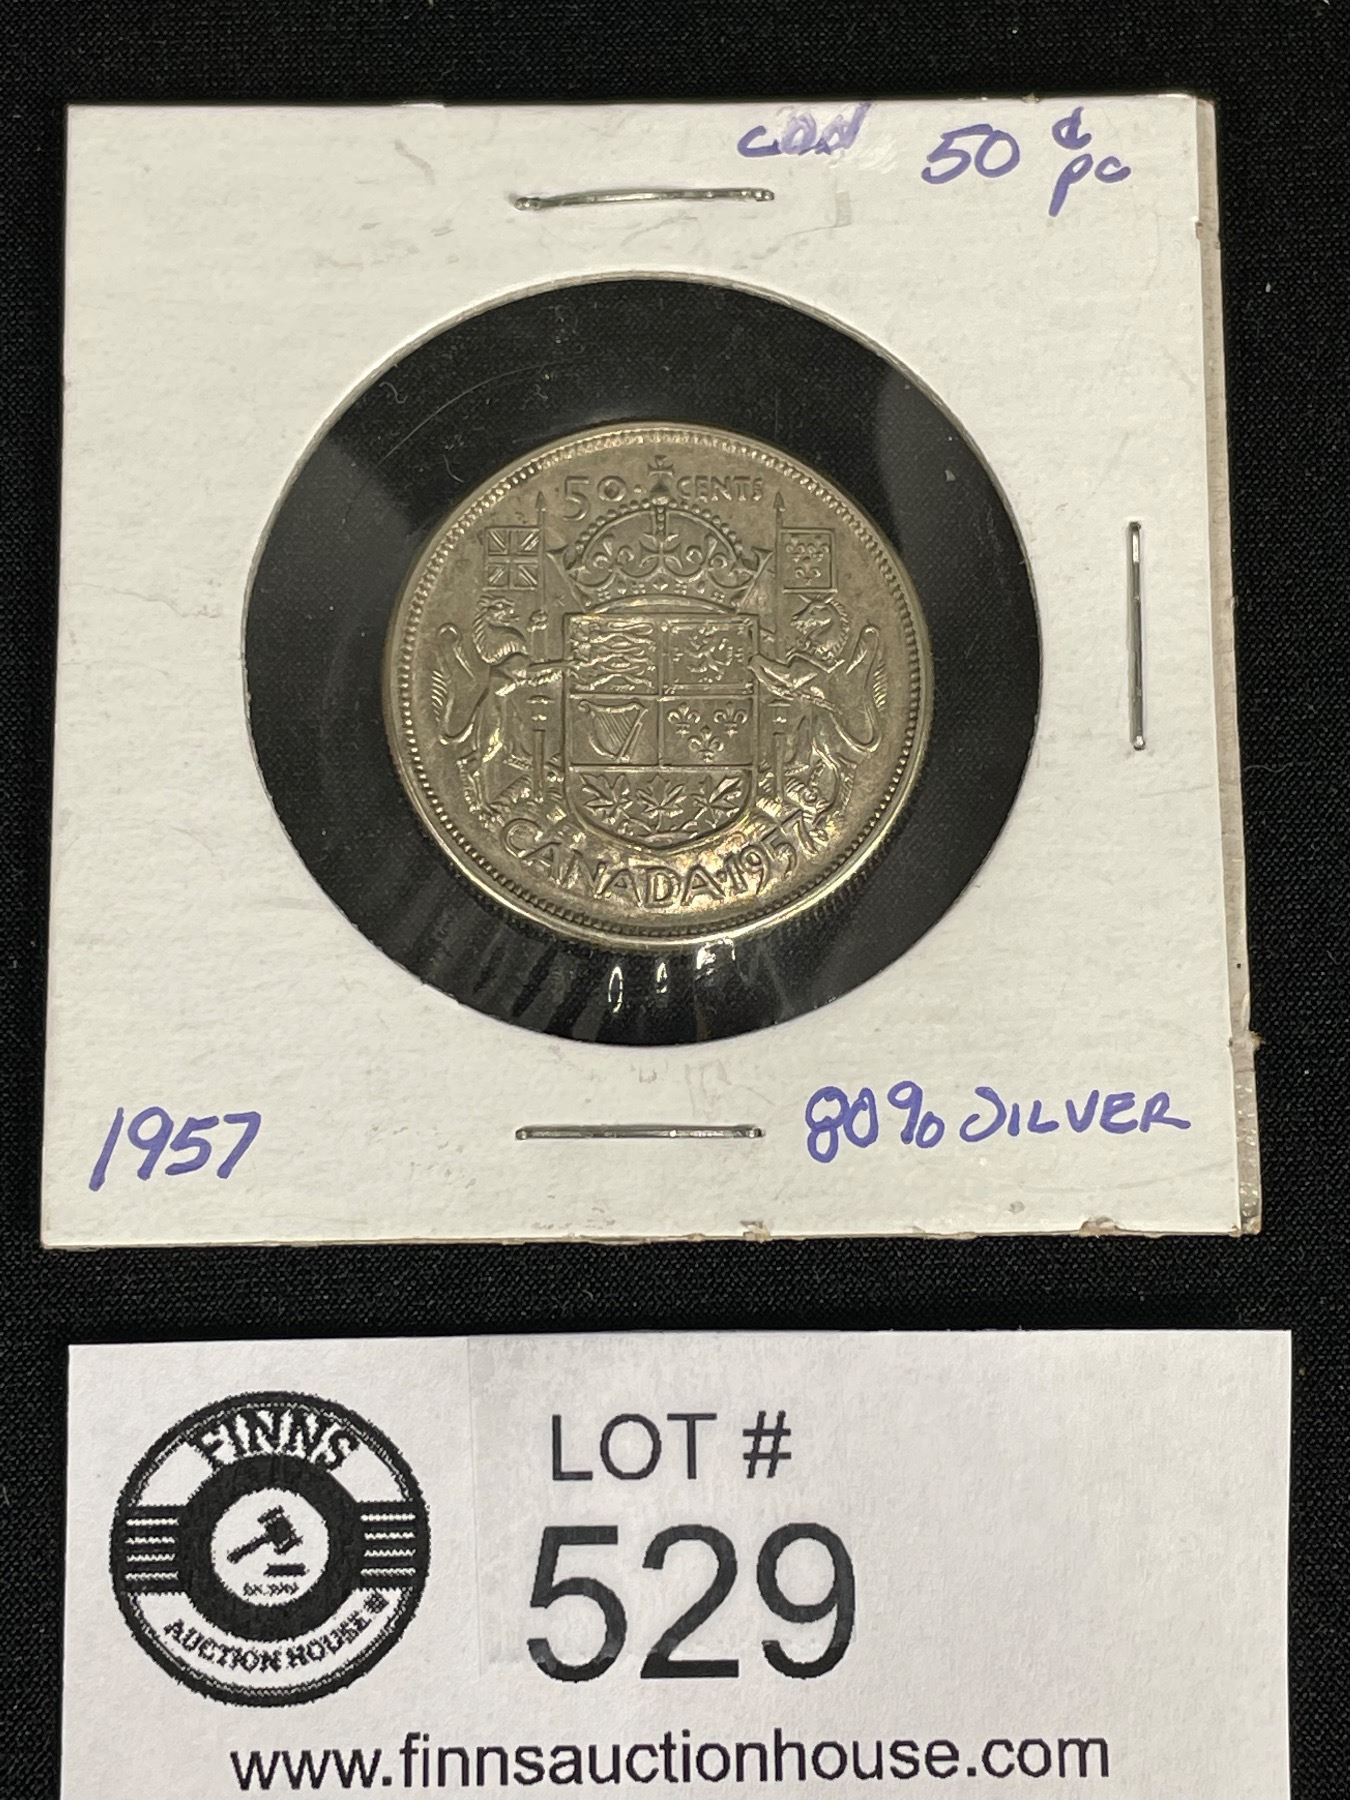 50 ¢
pc
50 CENTS
CANADA · 1957
1957
80% SILVER
FINNS
AUCTION HOUSE
LOT #
529
www.finnsauctionhouse.com